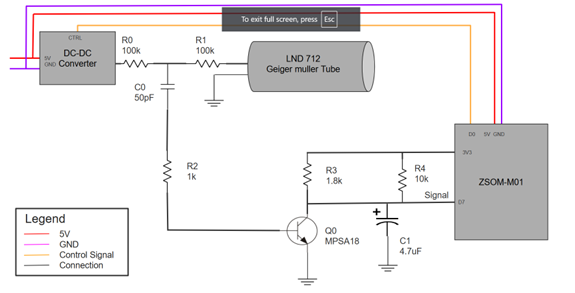 To exit full screen, press Esc
CTRL
DC-DC
Converter
5V
GND
R0
100k
R1
100k
LND 712
Geiger muller Tube
C0
50pF
D0 5V GND
3V3
R2
1k
R3
1.8k
R4
10k
ZSOM-M01
Signal
D7
Legend
5V
GND
Control Signal
Connection
Q0
MPSA18
+
C1
4.7uF